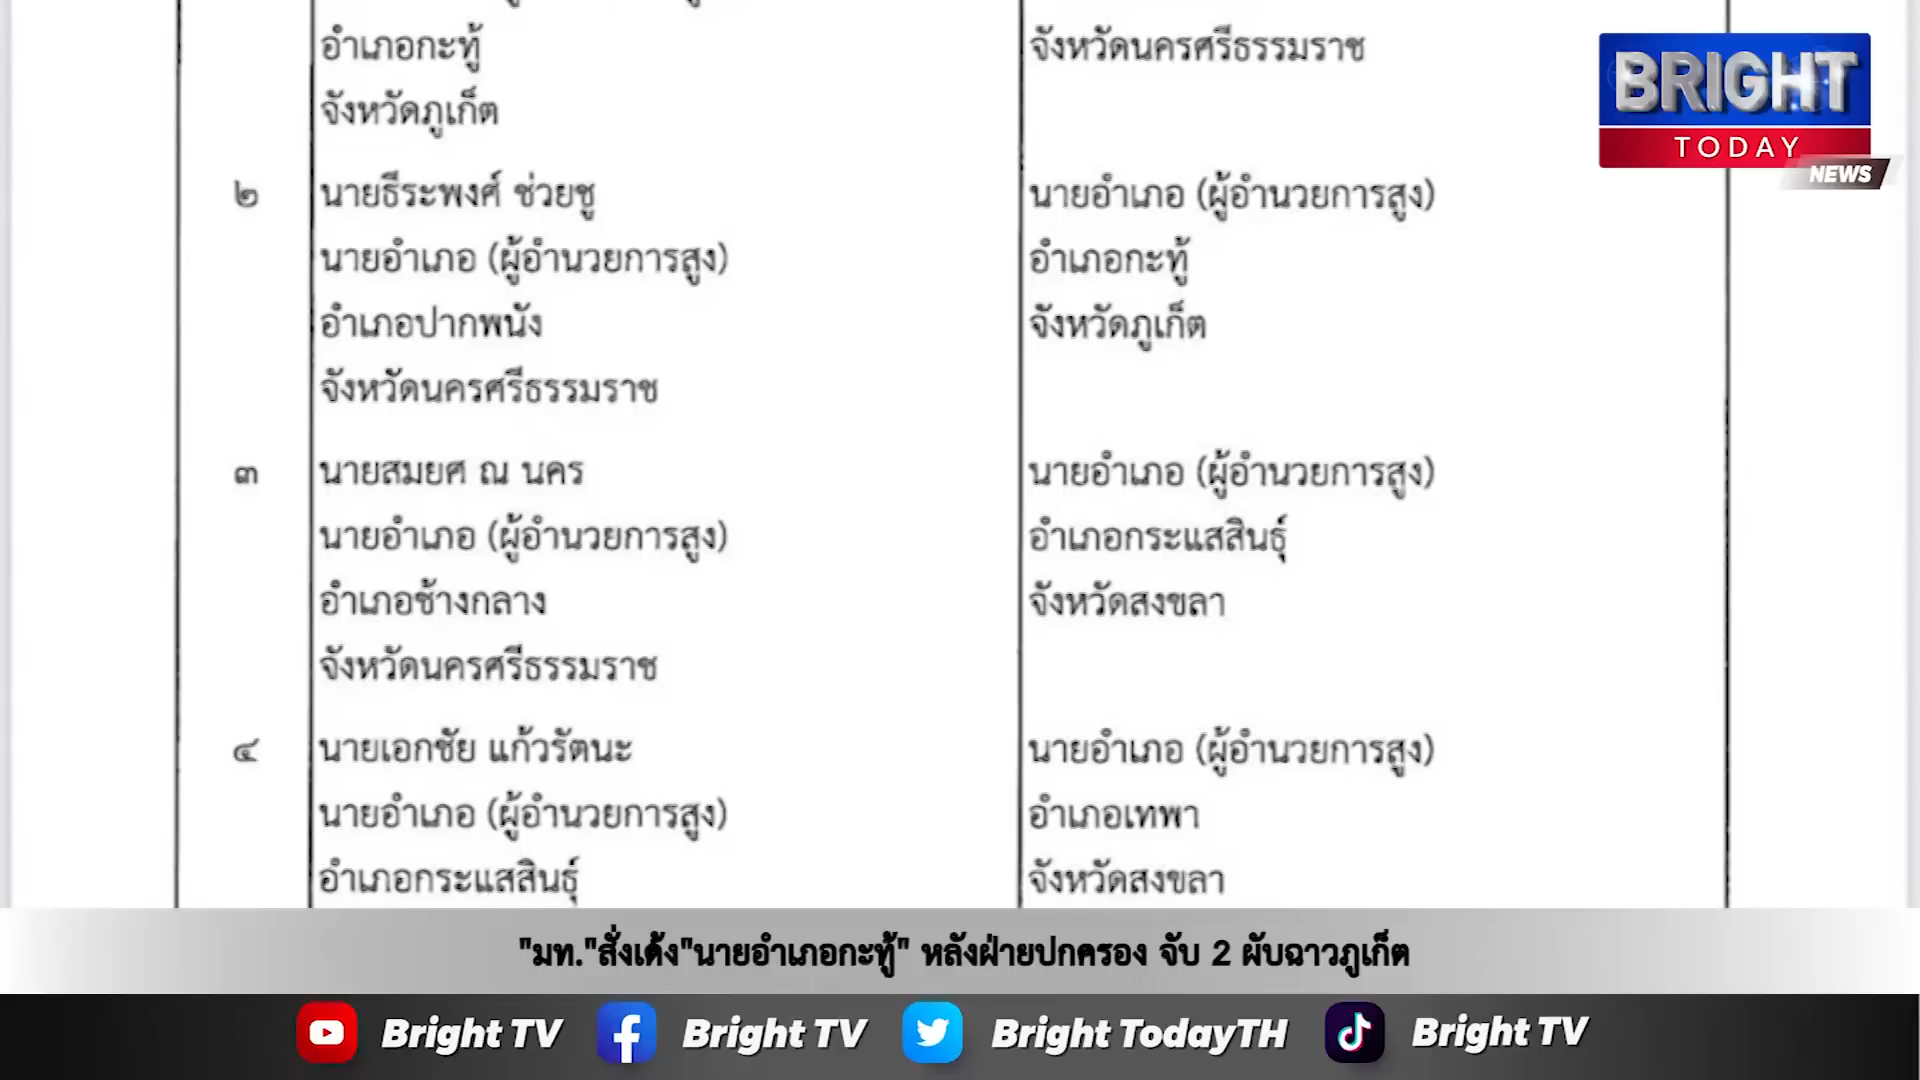 อำเภอกะทู้
จังหวัดนครศรีธรรมราช
จังหวัดภูเก็ต
BRIGHT
TODAY
NEWS
๒
นายธีระพงศ์ ช่วยชู
นายอำเภอ (ผู้อำนวยการสูง)
นายอำเภอ (ผู้อำนวยการสูง)
อำเภอกะทู้
อำเภอปากพนัง
จังหวัดภูเก็ต
จังหวัดนครศรีธรรมราช
๓
นายสมยศ ณ นคร
นายอำเภอ (ผู้อำนวยการสูง)
นายอำเภอ (ผู้อำนวยการสูง)
อำเภอกระแสสินธุ์
อำเภอช้างกลาง
จังหวัดสงขลา
จังหวัดนครศรีธรรมราช
๔
นายเอกชัย แก้วรัตนะ
นายอำเภอ (ผู้อำนวยการสูง)
นายอำเภอ (ผู้อำนวยการสูง)
อำเภอเทพา
อำเภอกระแสสินธุ์
จังหวัดสงขลา
"มท."สั่งเด้ง"นายอำเภอกะทู้" หลังฝ่ายปกครอง จับ 2 ผับฉาวภูเก็ต
Bright TV
Bright TV
Bright TodayTH
Bright TV